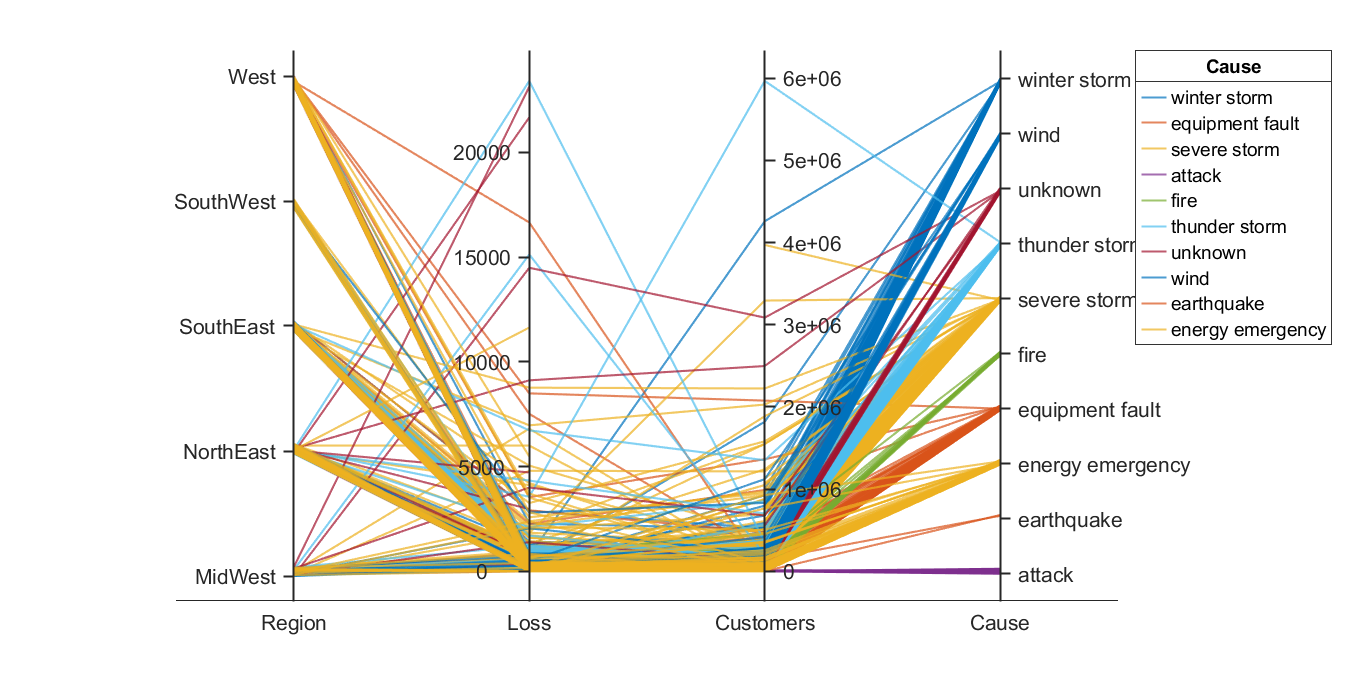 West
SouthWest
SouthEast
NorthEast
MidWest
20000
15000
10000
5000
0
6e+06
5e+06
4e+06
3e+06
2e+06
1e+06
0
winter storm
wind
unknown
thunder storm
severe storm
fire
equipment fault
energy emergency
earthquake
attack
Region
Loss
Customers
Cause
Cause
winter storm
equipment fault
severe storm
attack
fire
thunder storm
unknown
wind
earthquake
energy emergency